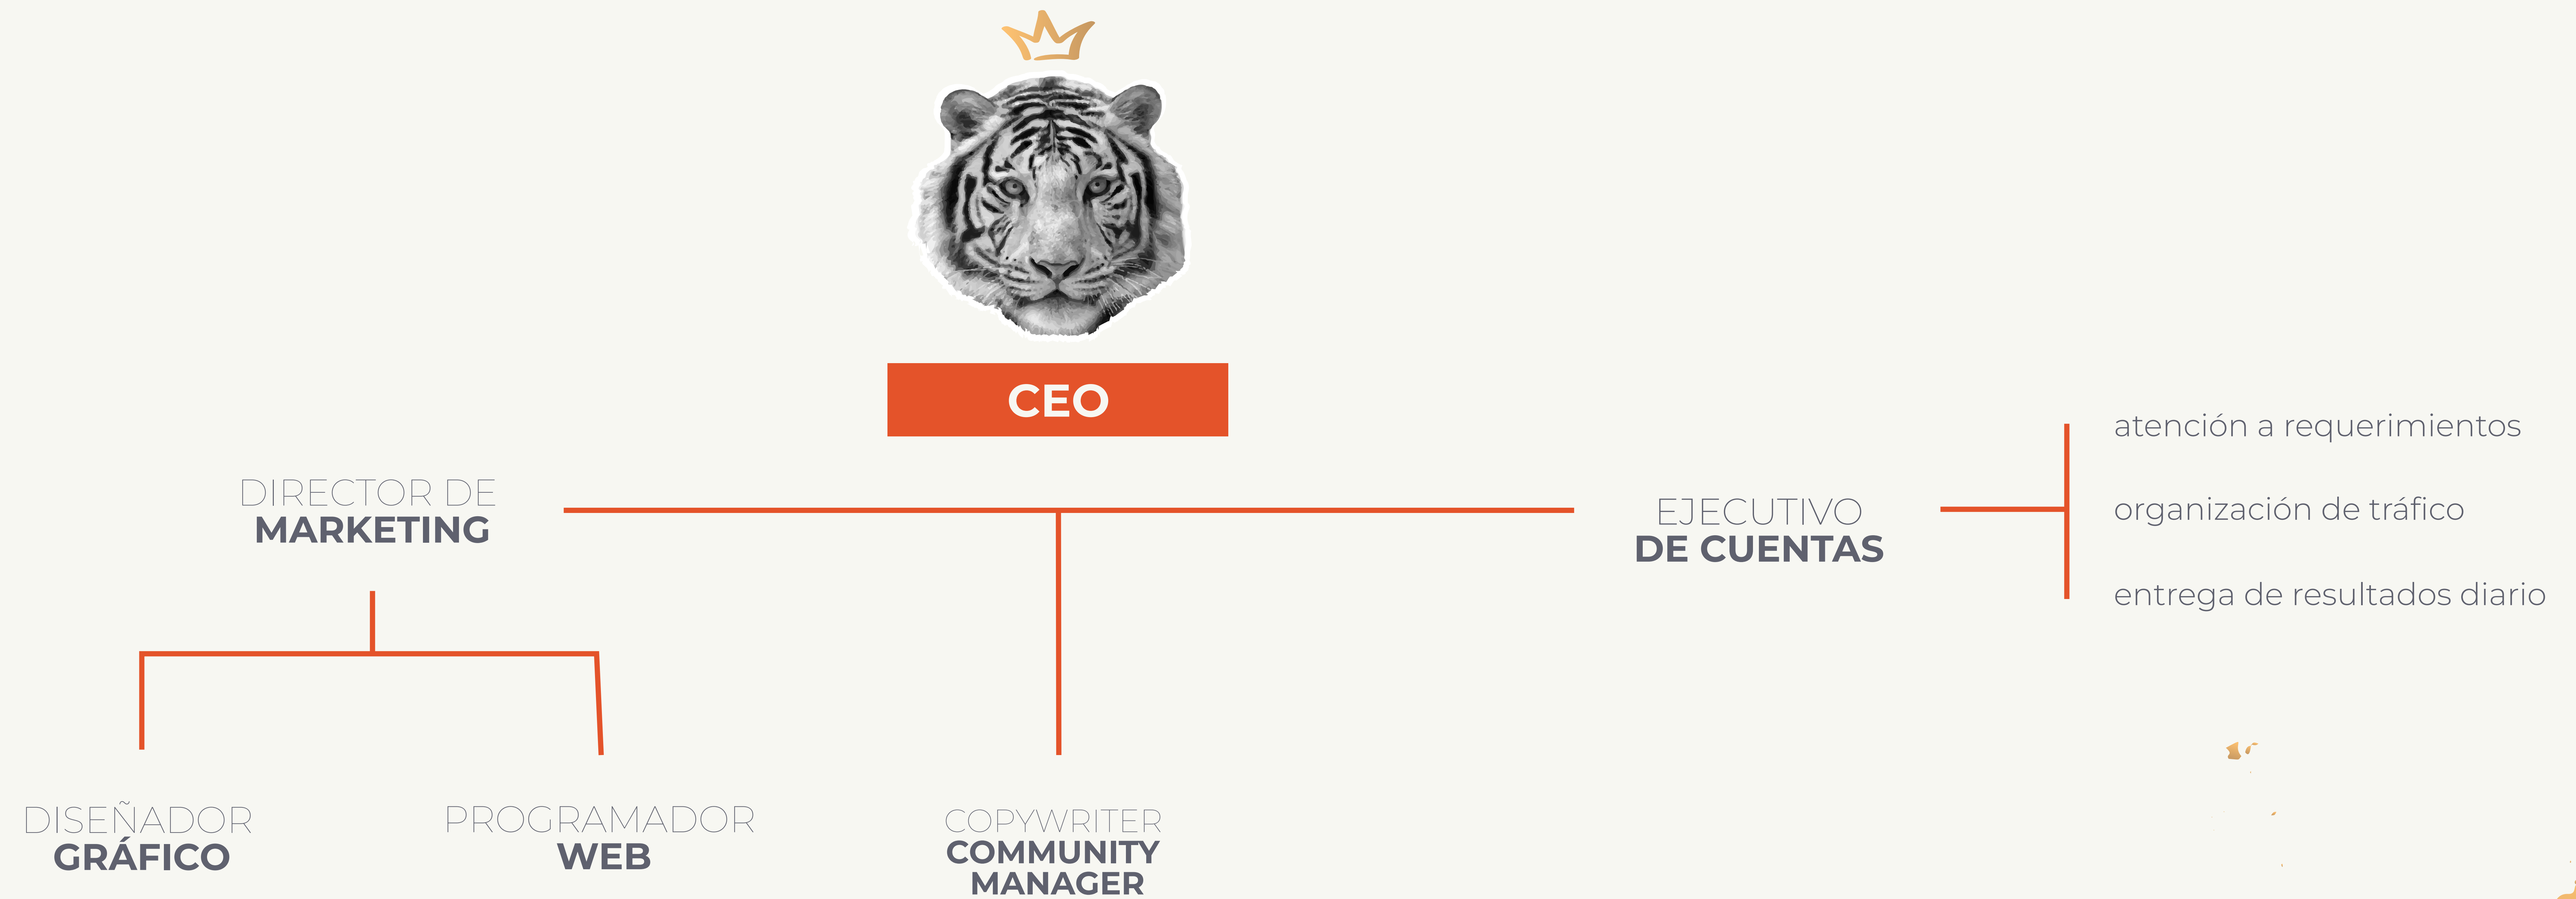 CEO
DIRECTOR DE
MARKETING
EJECUTIVO
DE CUENTAS
atención a requerimientos
organización de tráfico
entrega de resultados diario
DISEÑADOR
GRÁFICO
PROGRAMADOR
WEB
COPYWRITER
COMMUNITY
MANAGER